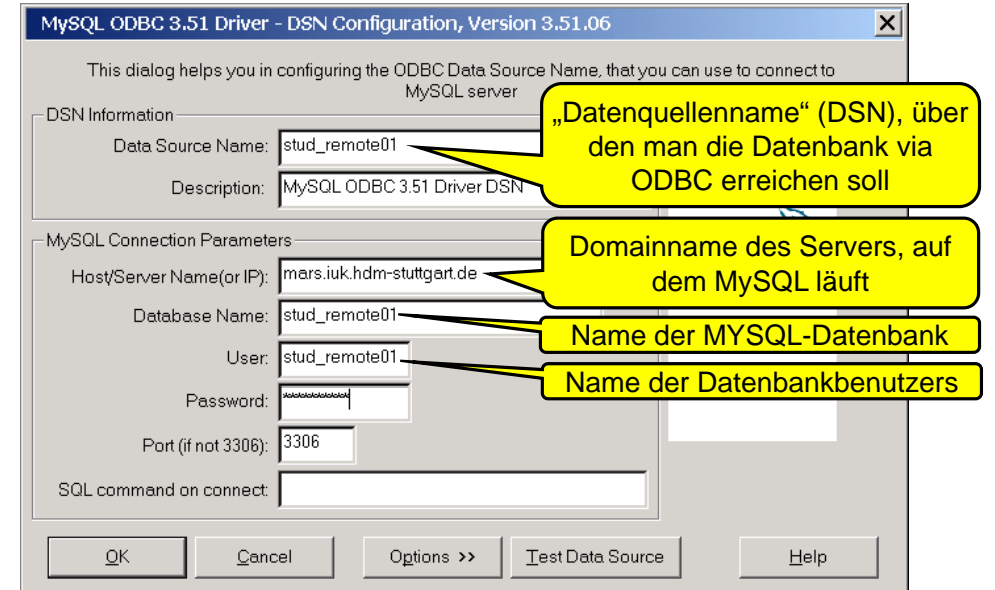 MySQL ODBC 3.51 Driver - DSN Configuration, Version 3.51.06
This dialog helps you in configuring the ODBC Data Source Name, that you can use to connect to
MySQL server
DSN Information
Data Source Name: stud_remote01
„Datenquellenname“ (DSN), über
den man die Datenbank via
ODBC erreichen soll
Description: MySQL ODBC 3.51 Driver DSN
MySQL Connection Parameters
Host/Server Name(or IP): mars.iuk.hdm-stuttgart.de
Domainname des Servers, auf
dem MySQL läuft
Database Name: stud_remote01
Name der MYSQL-Datenbank
User: stud_remote01
Name der Datenbankbenutzers
Password:
Port (if not 3306): 3306
SQL command on connect:
OK Cancel Options >> Test Data Source Help